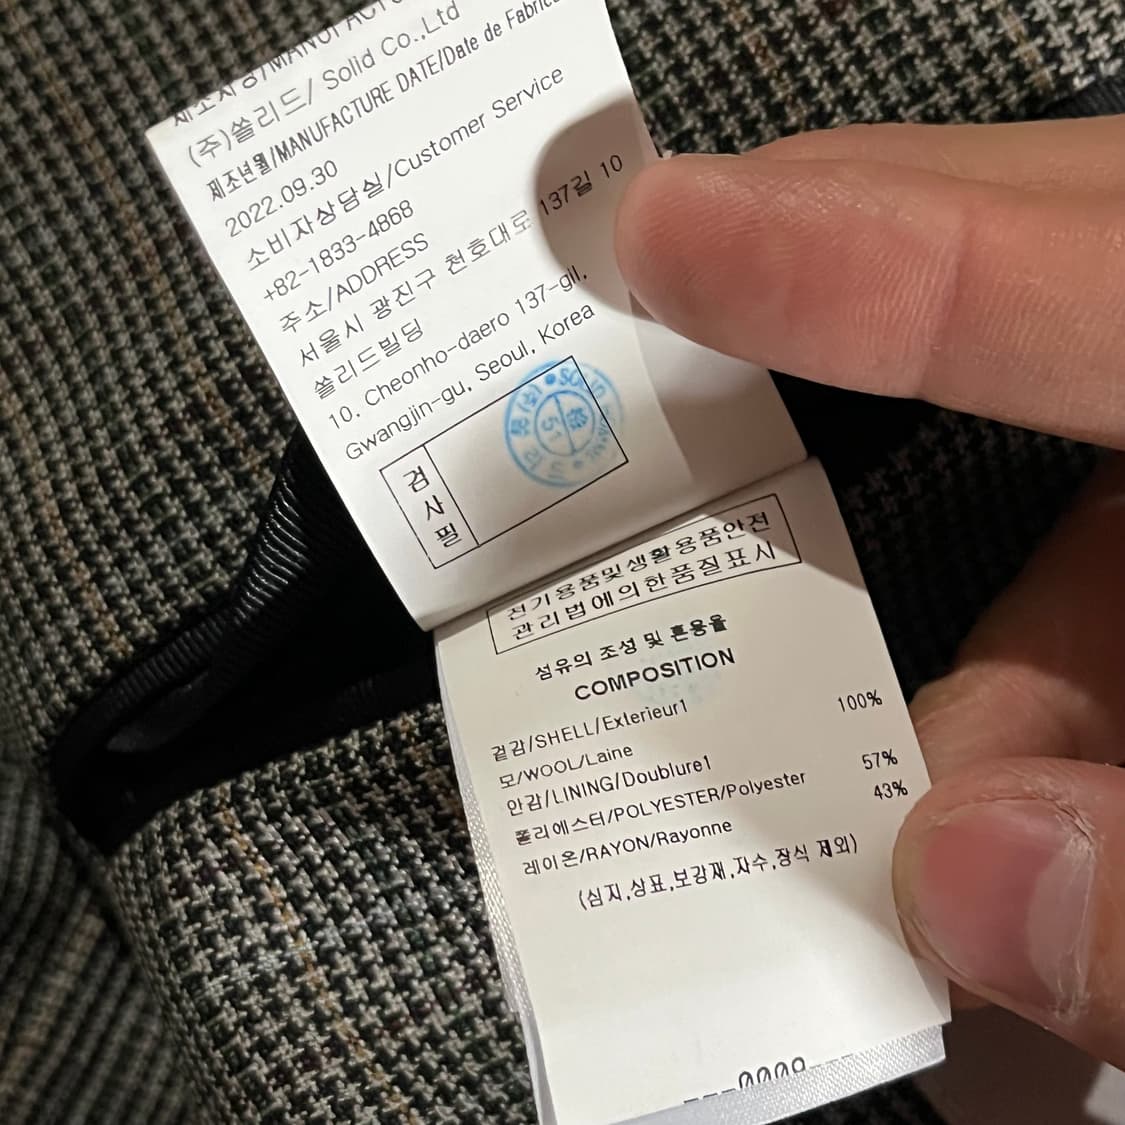 제조사명/MANUFACTU
(주)쏠리드/ Solid Co.,Ltd
제조년월/MANUFACTURE DATE/Date de Fabric
2022.09.30
소비자상담실/Customer Service
+82-1833-4868
주소/ADDRESS
서울시 광진구 천호대로 137길 10
쏠리드빌딩
10, Cheonho-daero 137-gil,
Gwangjin-gu, Seoul, Korea
검사필
전기용품및생활용품안전
관리법에의한품질표시
섬유의 조성 및 혼용율
COMPOSITION
겉감/SHELL/Exterieur1
모/WOOL/Laine 100%
안감/LINING/Doublure1
폴리에스터/POLYESTER/Polyester 57%
레이온/RAYON/Rayonne 43%
(심지,상표,보강재,자수,장식 제외)